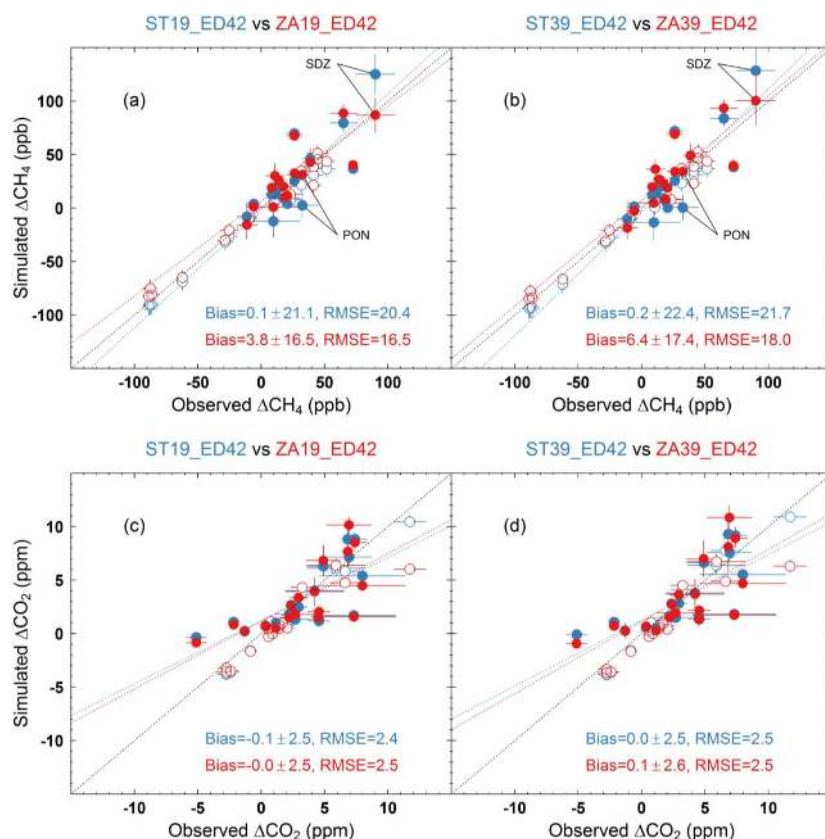 ST19_ED42 vs ZA19_ED42
ST39_ED42 vs ZA39_ED42
(a)
SDZ
PON
Bias=0.1±21.1, RMSE=20.4
Bias=3.8±16.5, RMSE=16.5
100
50
0
-50
-100
Simulated ΔCH₄ (ppb)
-100 -50 0 50 100
Observed ΔCH₄ (ppb)
(b)
SDZ
PON
Bias=0.2±22.4, RMSE=21.7
Bias=6.4±17.4, RMSE=18.0
-100 -50 0 50 100
Observed ΔCH₄ (ppb)
ST19_ED42 vs ZA19_ED42
ST39_ED42 vs ZA39_ED42
(c)
Bias=-0.1±2.5, RMSE=2.4
Bias=-0.0±2.5, RMSE=2.5
10
5
0
-5
-10
Simulated ΔCO₂ (ppm)
-10 -5 0 5 10
Observed ΔCO₂ (ppm)
(d)
Bias=0.0±2.5, RMSE=2.5
Bias=0.1±2.6, RMSE=2.5
-10 -5 0 5 10
Observed ΔCO₂ (ppm)